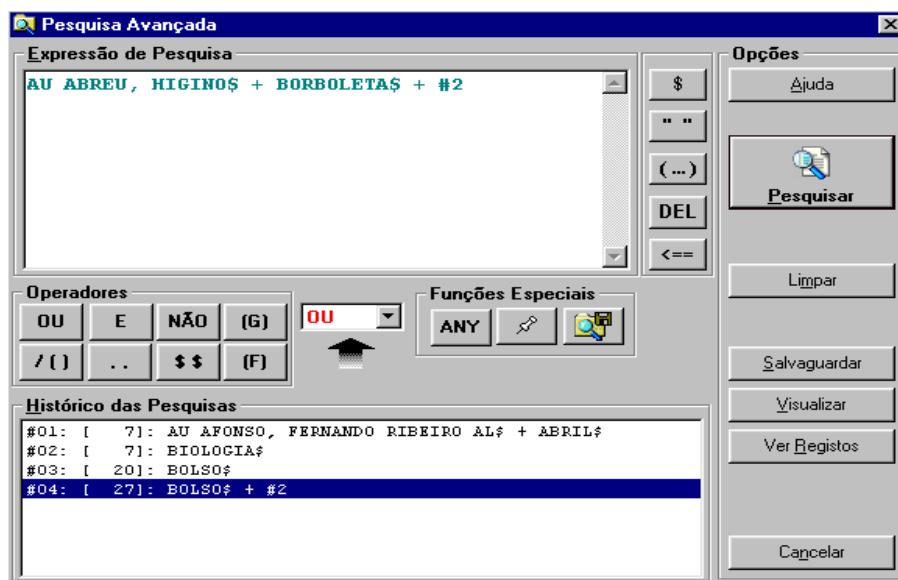 Pesquisa Avançada
Expressão de Pesquisa
AU ABREU, HIGINO$ + BORBOLETA$ + #2
$
" "
(...)
DEL
<==
Operadores
OU E NÃO (G)
/ ( ) . . $ $ (F)
OU
Funções Especiais
ANY
Histórico das Pesquisas
#01: [ 7]: AU AFONSO, FERNANDO RIBEIRO AL$ + ABRIL$
#02: [ 7]: BIOLOGIA$
#03: [ 20]: BOLSO$
#04: [ 27]: BOLSO$ + #2
Opções
Ajuda
Pesquisar
Limpar
Salvaguardar
Visualizar
Ver Registos
Cancelar